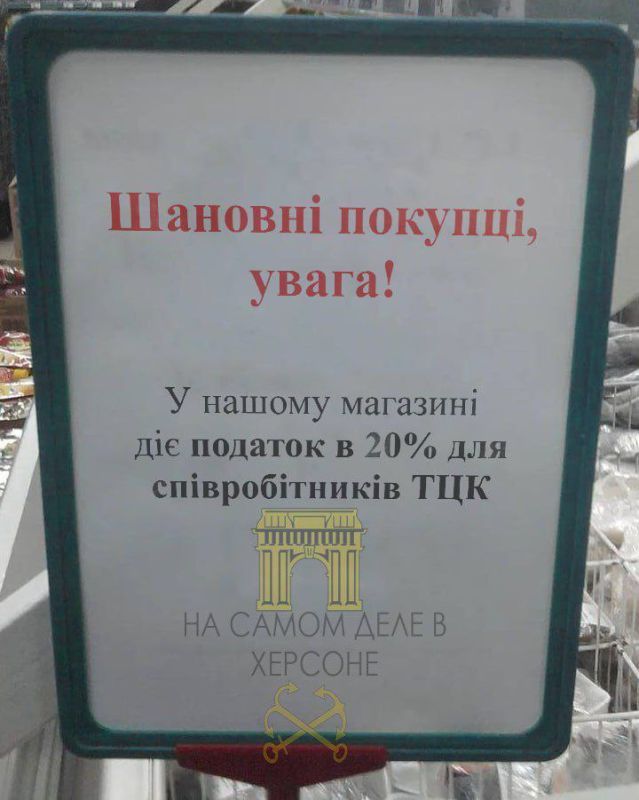 Шановні покупці,
увага!
У нашому магазині
діє податок в 20% для
співробітників ТЦК
НА САМОМ ДЕЛЕ В
ХЕРСОНЕ